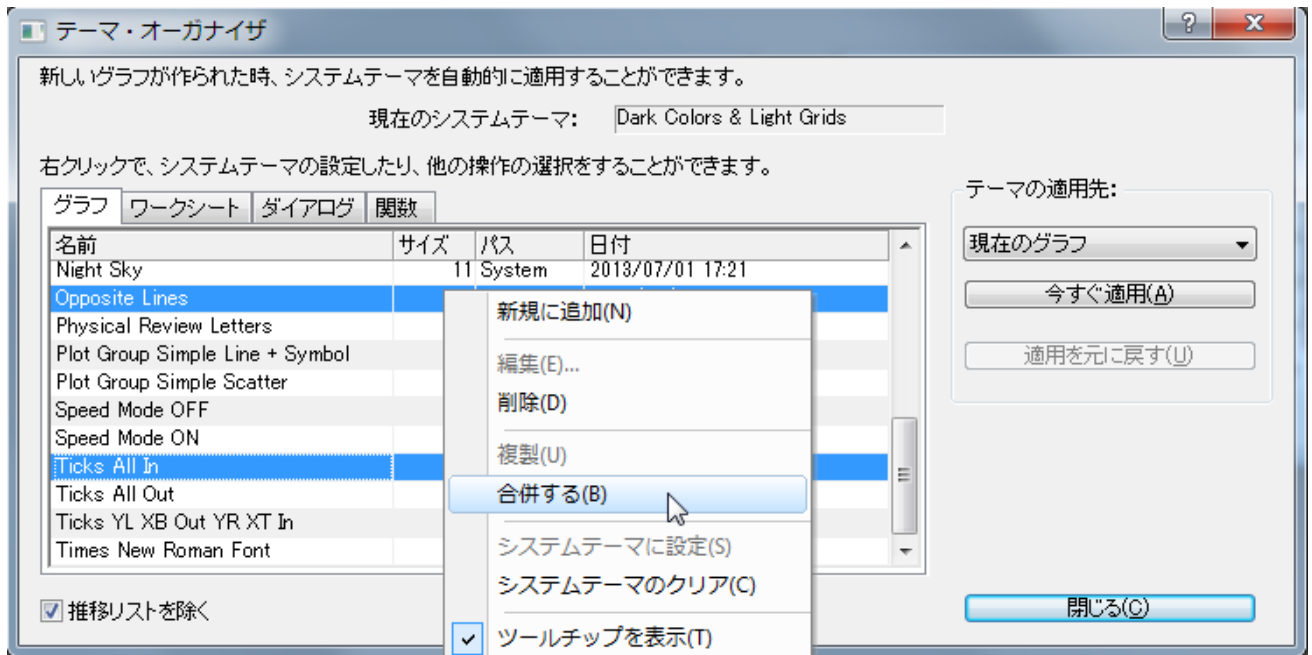 テーマ・オーガナイザ
新しいグラフが作られた時、システムテーマを自動的に適用することができます。
現在のシステムテーマ: Dark Colors & Light Grids
右クリックで、システムテーマの設定したり、他の操作の選択をすることができます。
グラフ ワークシート ダイアログ 関数
名前 サイズ パス 日付
Night Sky 11 System 2013/07/01 17:21
Opposite Lines
Physical Review Letters
Plot Group Simple Line + Symbol
Plot Group Simple Scatter
Speed Mode OFF
Speed Mode ON
Ticks All In
Ticks All Out
Ticks YL XB Out YR XT In
Times New Roman Font
新規に追加(N)
編集(E)...
削除(D)
複製(U)
合併する(B)
システムテーマに設定(S)
システムテーマのクリア(C)
ツールチップを表示(T)
テーマの適用先:
現在のグラフ
今すぐ適用(A)
適用を元に戻す(U)
推移リストを除く
閉じる(C)